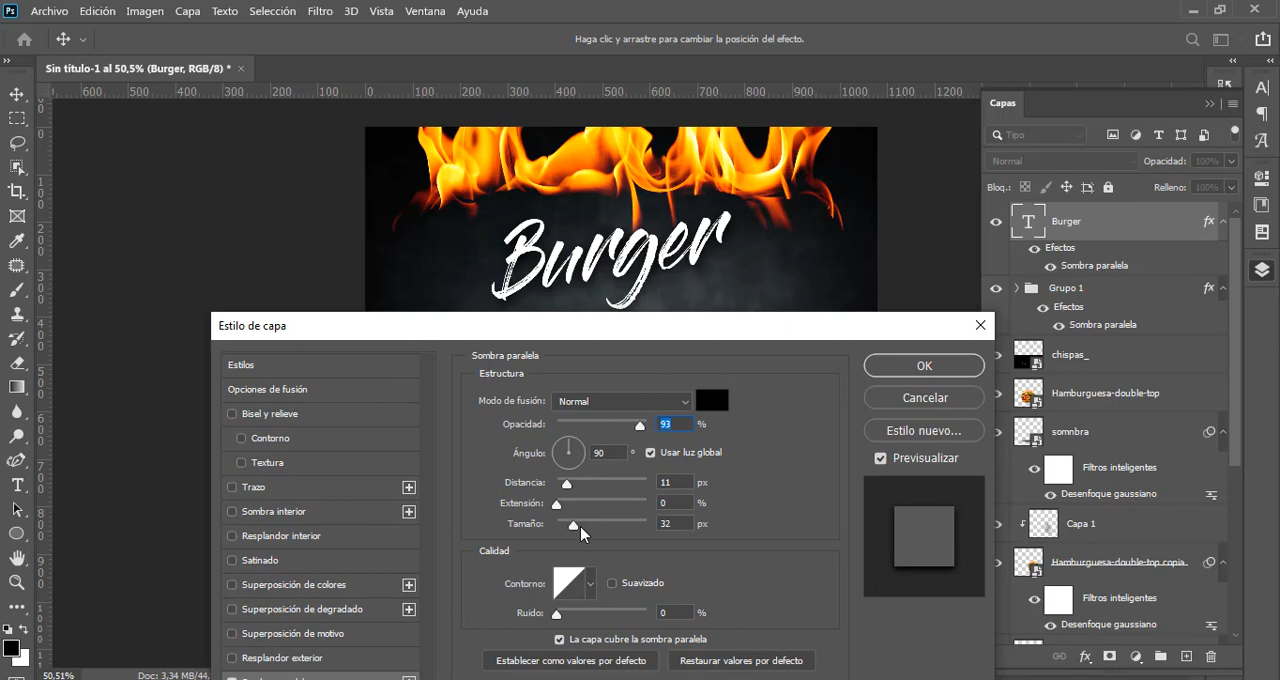 Ps Archivo Edición Imagen Capa Texto Selección Filtro 3D Vista Ventana Ayuda
Haga clic y arrastre para cambiar la posición del efecto.
Sin título-1 al 50,5% (Burger, RGB/8) * ×
600 500 400 300 200 100 0 100 200 300 400 500 600 700 800 900 1000 1100 1200
Capas
Tipo
Normal Opacidad: 100%
Bloq.: Relleno: 100%
Burger
T Burger fx
Efectos
Sombra paralela
Grupo 1 fx
Efectos
Sombra paralela
chispas_
Hamburguesa-double-top
somnbra
Filtros inteligentes
Desenfoque gaussiano
Capa 1
Hamburguesa-double-top copia
Filtros inteligentes
Desenfoque gaussiano
Estilo de capa
Estilos
Opciones de fusión
Bisel y relieve
Contorno
Textura
Trazo
Sombra interior
Resplandor interior
Satinado
Superposición de colores
Superposición de degradado
Superposición de motivo
Resplandor exterior
Sombra paralela
Estructura
Modo de fusión: Normal
Opacidad: 93 %
Ángulo: 90 ° Usar luz global
Distancia: 11 px
Extensión: 0 %
Tamaño: 32 px
Calidad
Contorno: Suavizado
Ruido: 0 %
La capa cubre la sombra paralela
Establecer como valores por defecto Restaurar valores por defecto
OK
Cancelar
Estilo nuevo...
Previsualizar
50,51% Doc: 3,34 MB/44,